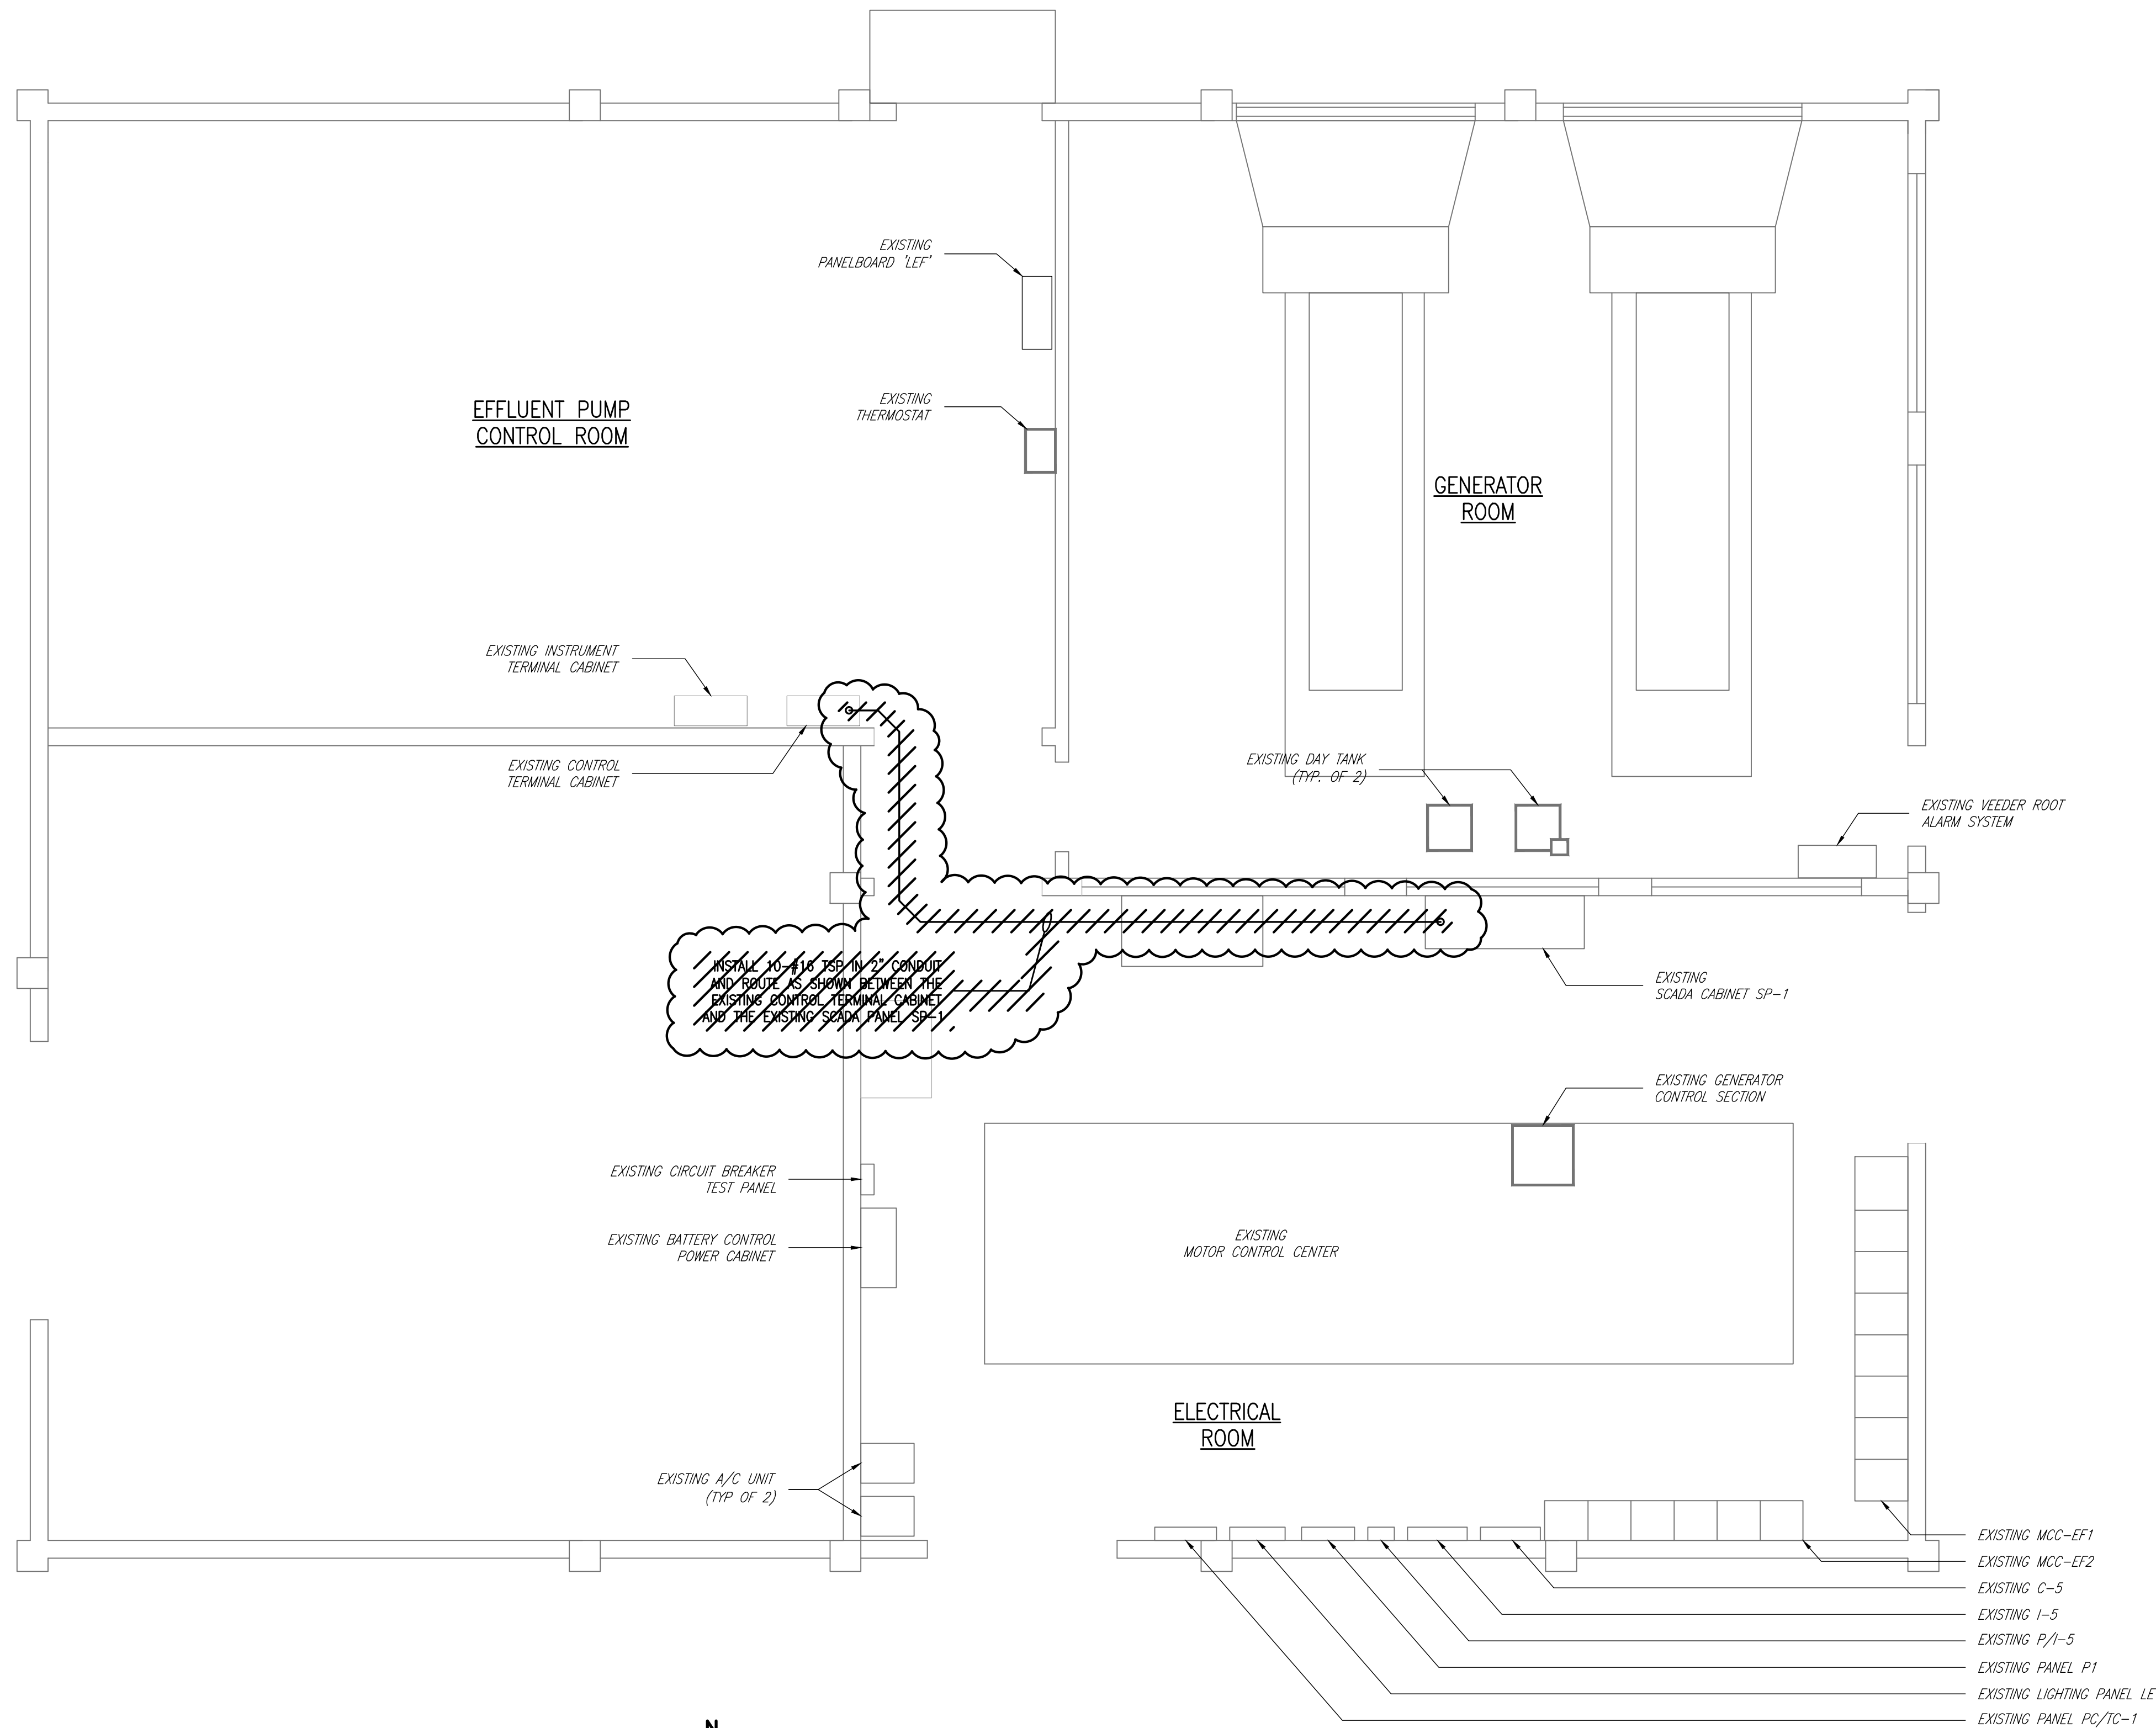 EXISTING
PANELBOARD 'LEF'
EXISTING
THERMOSTAT
EFFLUENT PUMP
CONTROL ROOM
GENERATOR
ROOM
EXISTING INSTRUMENT
TERMINAL CABINET
EXISTING CONTROL
TERMINAL CABINET
EXISTING DAY TANK
(TYP. OF 2)
EXISTING VEEDER ROOT
ALARM SYSTEM
INSTALL 10-#16 TSP IN 2" CONDUIT
AND ROUTE AS SHOWN BETWEEN THE
EXISTING CONTROL TERMINAL CABINET
AND THE EXISTING SCADA PANEL SP-1
EXISTING
SCADA CABINET SP-1
EXISTING GENERATOR
CONTROL SECTION
EXISTING CIRCUIT BREAKER
TEST PANEL
EXISTING BATTERY CONTROL
POWER CABINET
EXISTING
MOTOR CONTROL CENTER
ELECTRICAL
ROOM
EXISTING A/C UNIT
(TYP OF 2)
EXISTING MCC-EF1
EXISTING MCC-EF2
EXISTING C-5
EXISTING I-5
EXISTING P/I-5
EXISTING PANEL P1
EXISTING LIGHTING PANEL LE
EXISTING PANEL PC/TC-1
N